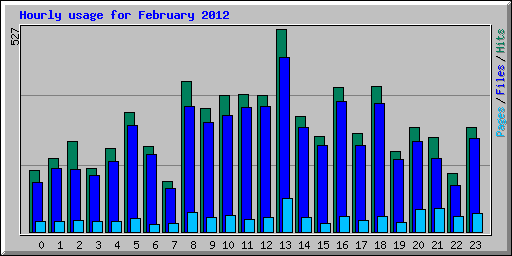 Hourly usage for February 2012
527
Pages / Files / Hits
0 1 2 3 4 5 6 7 8 9 10 11 12 13 14 15 16 17 18 19 20 21 22 23